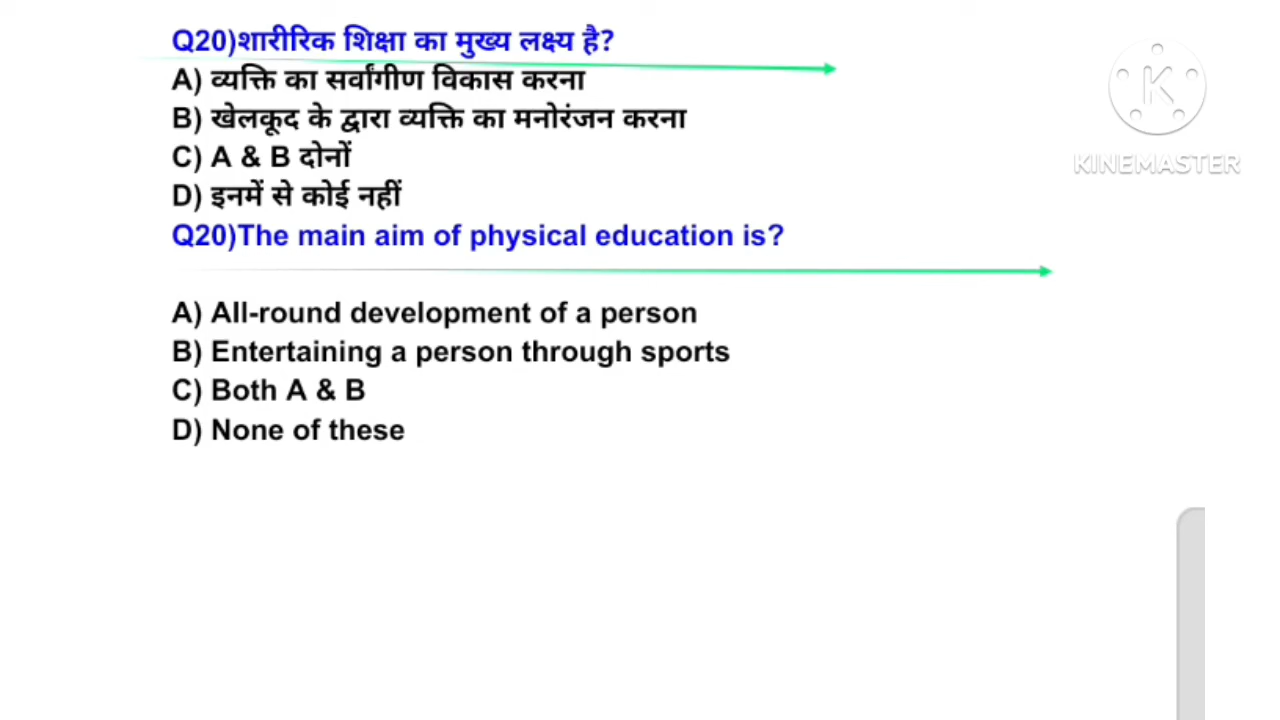 Q20)शारीरिक शिक्षा का मुख्य लक्ष्य है?
A) व्यक्ति का सर्वांगीण विकास करना
B) खेलकूद के द्वारा व्यक्ति का मनोरंजन करना
C) A & B दोनों
D) इनमें से कोई नहीं
Q20)The main aim of physical education is?
A) All-round development of a person
B) Entertaining a person through sports
C) Both A & B
D) None of these
K
KINEMASTER